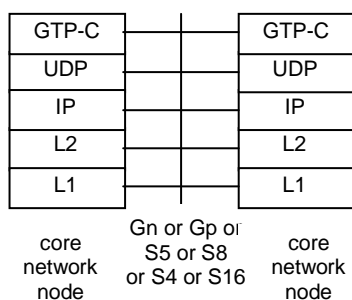 GTP-C GTP-C
UDP UDP
IP IP
L2 L2
L1 L1
Gn or Gp or
S5 or S8
or S4 or S16
core
network
node
core
network
node